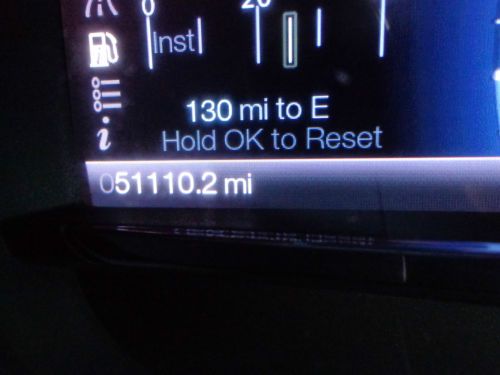 0 20
Inst
130 mi to E
Hold OK to Reset
051110.2 mi